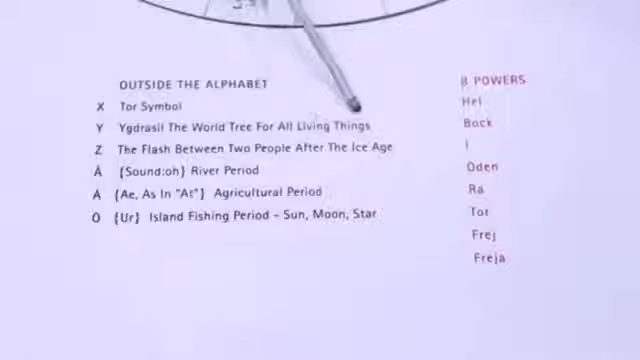 OUTSIDE THE ALPHABET
X Tor Symbol
Y Ygdrasil The World Tree For All Living Things
Z The Flash Between Two People After The Ice Age
Å {Sound:oh} River Period
Ä {Ae, As In "At"} Agricultural Period
Ö {Ur} Island Fishing Period – Sun, Moon, Star
8 POWERS
Hel
Bock
I
Oden
Ra
Tor
Frej
Freja